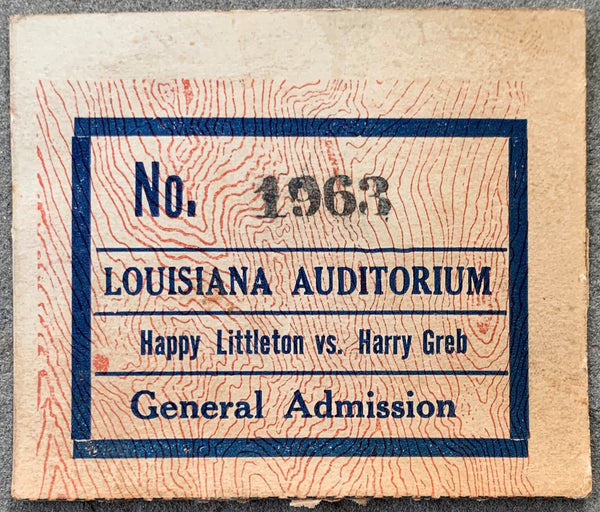 No. 1963
LOUISIANA AUDITORIUM
Happy Littleton vs. Harry Greb
General Admission